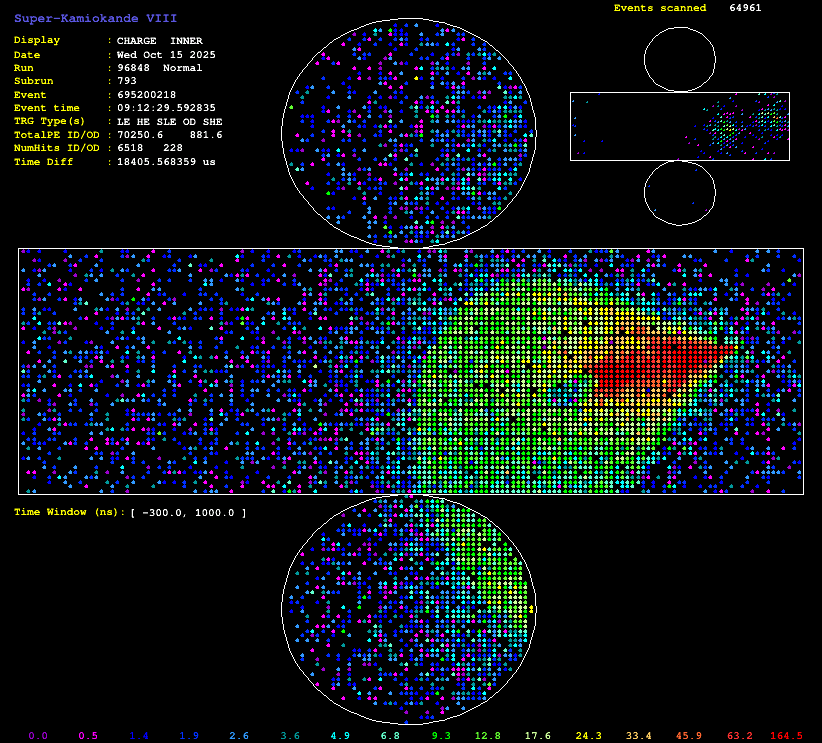 Super-Kamiokande VIII
Events scanned 64961
Display : CHARGE INNER
Date : Wed Oct 15 2025
Run : 96848 Normal
Subrun : 793
Event : 695200218
Event time : 09:12:29.592835
TRG Type(s) : LE HE SLE OD SHE
TotalPE ID/OD : 70250.6 881.6
NumHits ID/OD : 6518 228
Time Diff : 18405.568359 us
Time Window (ns): [ -300.0, 1000.0 ]
0.0 0.5 1.4 1.9 2.6 3.6 4.9 6.8 9.3 12.8 17.6 24.3 33.4 45.9 63.2 164.5